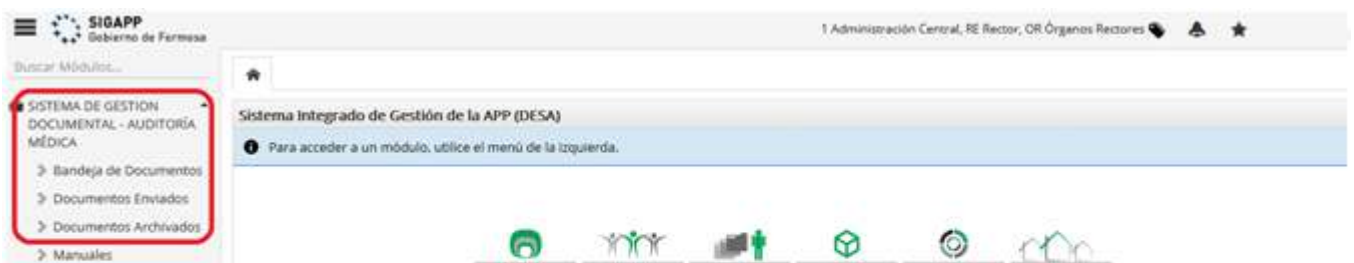 SIGAPP
Gobierno de Formosa
1 Administración Central, RE Rector, OR Órganos Rectores
Buscar Módulos...
SISTEMA DE GESTION
DOCUMENTAL - AUDITORÍA
MÉDICA
Bandeja de Documentos
Documentos Enviados
Documentos Archivados
Manuales
Sistema Integrado de Gestión de la APP (DESA)
Para acceder a un módulo, utilice el menú de la izquierda.